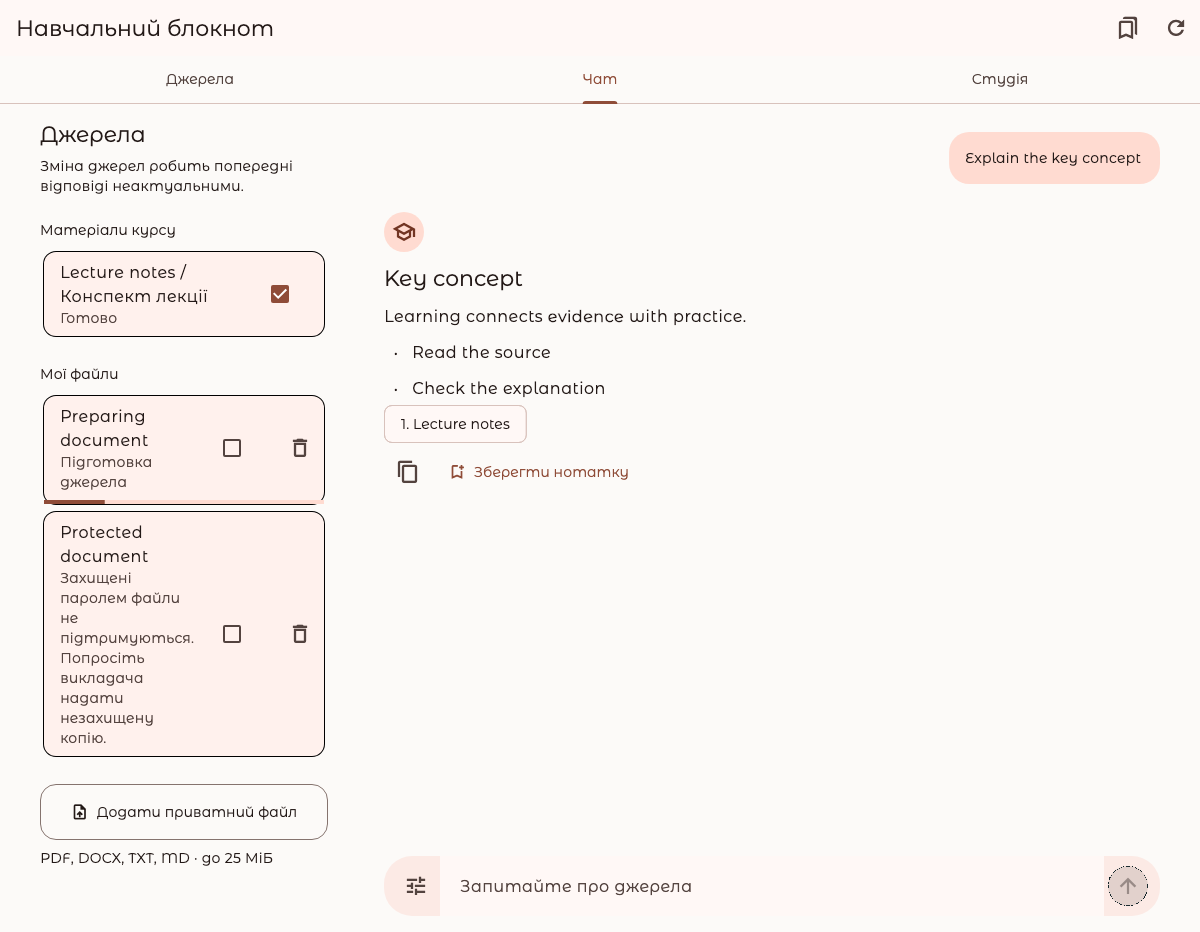 Навчальний блокнот
Джерела
Чат
Студія
Джерела
Зміна джерел робить попередні
відповіді неактуальними.
Матеріали курсу
Lecture notes /
Конспект лекції
Готово
Мої файли
Preparing
document
Підготовка
джерела
Protected
document
Захищені
паролем файли
не
підтримуються.
Попросіть
викладача
надати
незахищену
копію.
Додати приватний файл
PDF, DOCX, TXT, MD · до 25 МіБ
Explain the key concept
Key concept
Learning connects evidence with practice.
· Read the source
· Check the explanation
1. Lecture notes
Зберегти нотатку
Запитайте про джерела